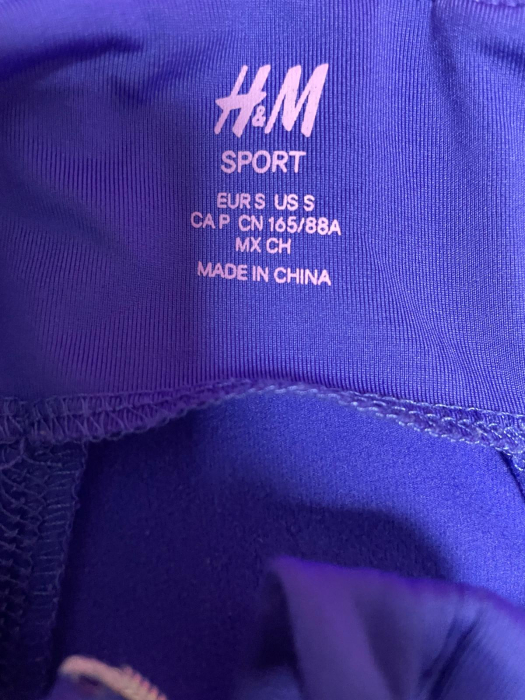 H&M
SPORT
EUR S US S
CA P CN 165/88A
MX CH
MADE IN CHINA